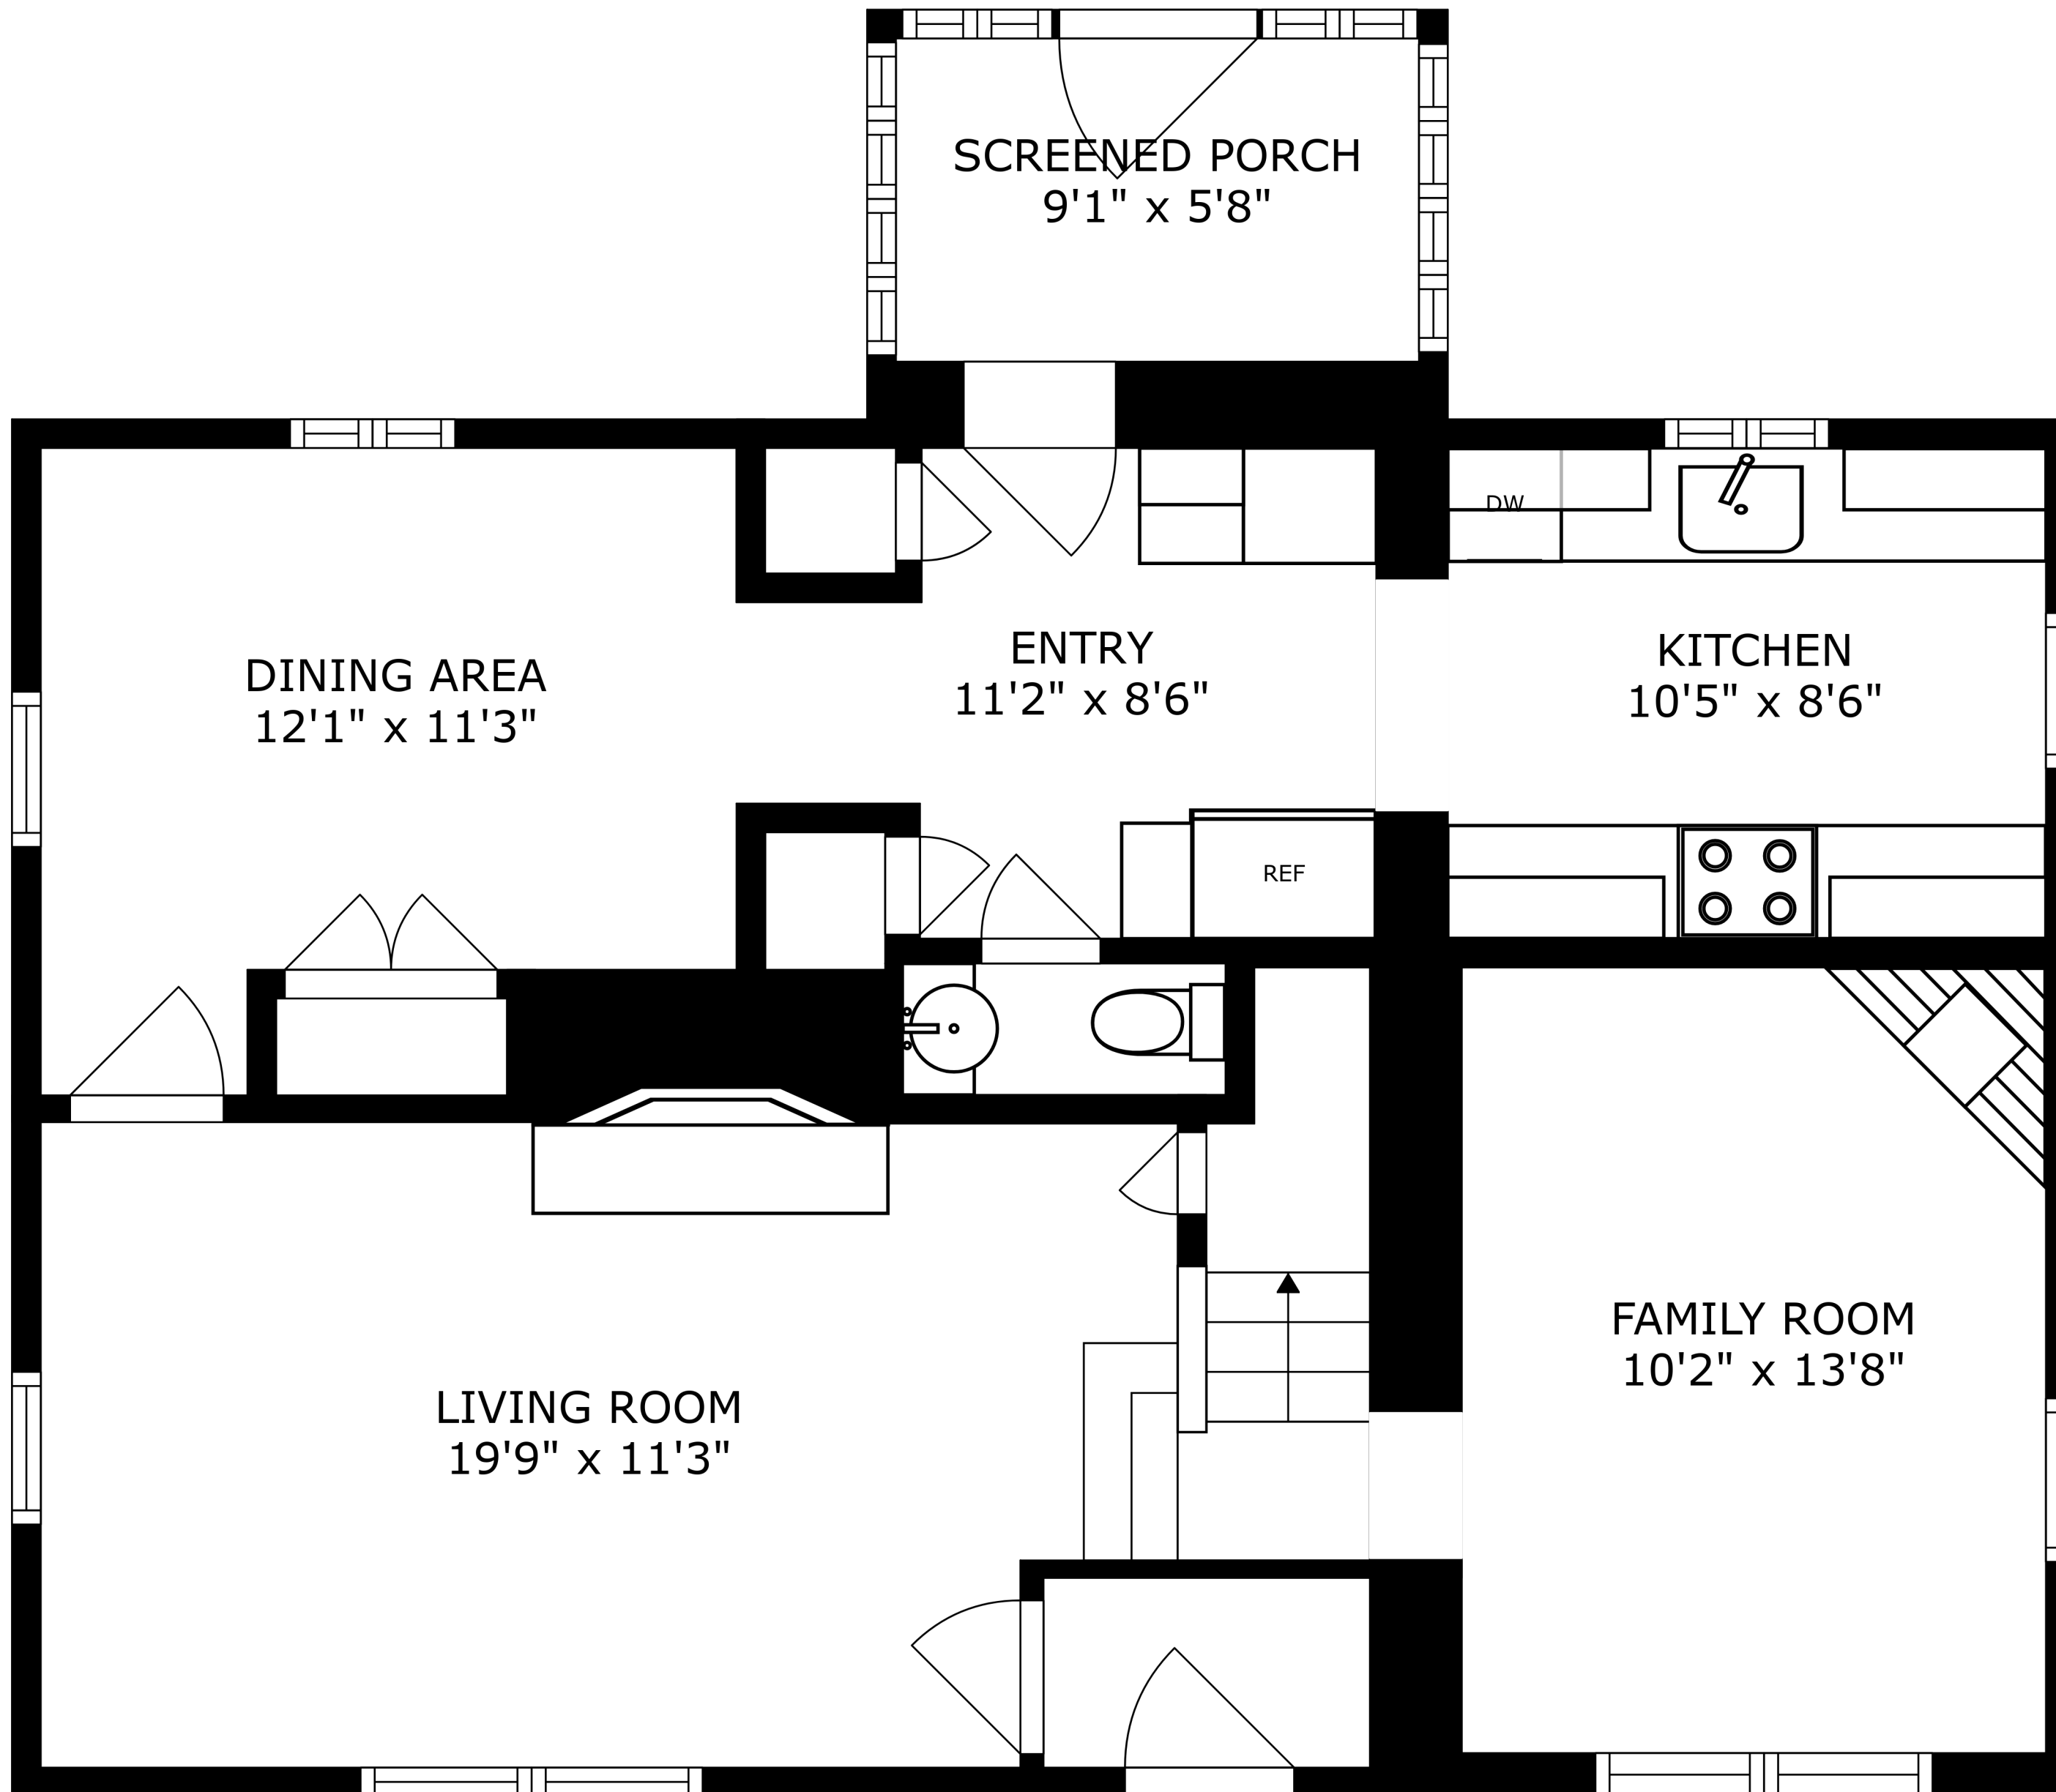 SCREENED PORCH
9'1" x 5'8"
DW
ENTRY
11'2" x 8'6"
KITCHEN
10'5" x 8'6"
DINING AREA
12'1" x 11'3"
REF
FAMILY ROOM
10'2" x 13'8"
LIVING ROOM
19'9" x 11'3"